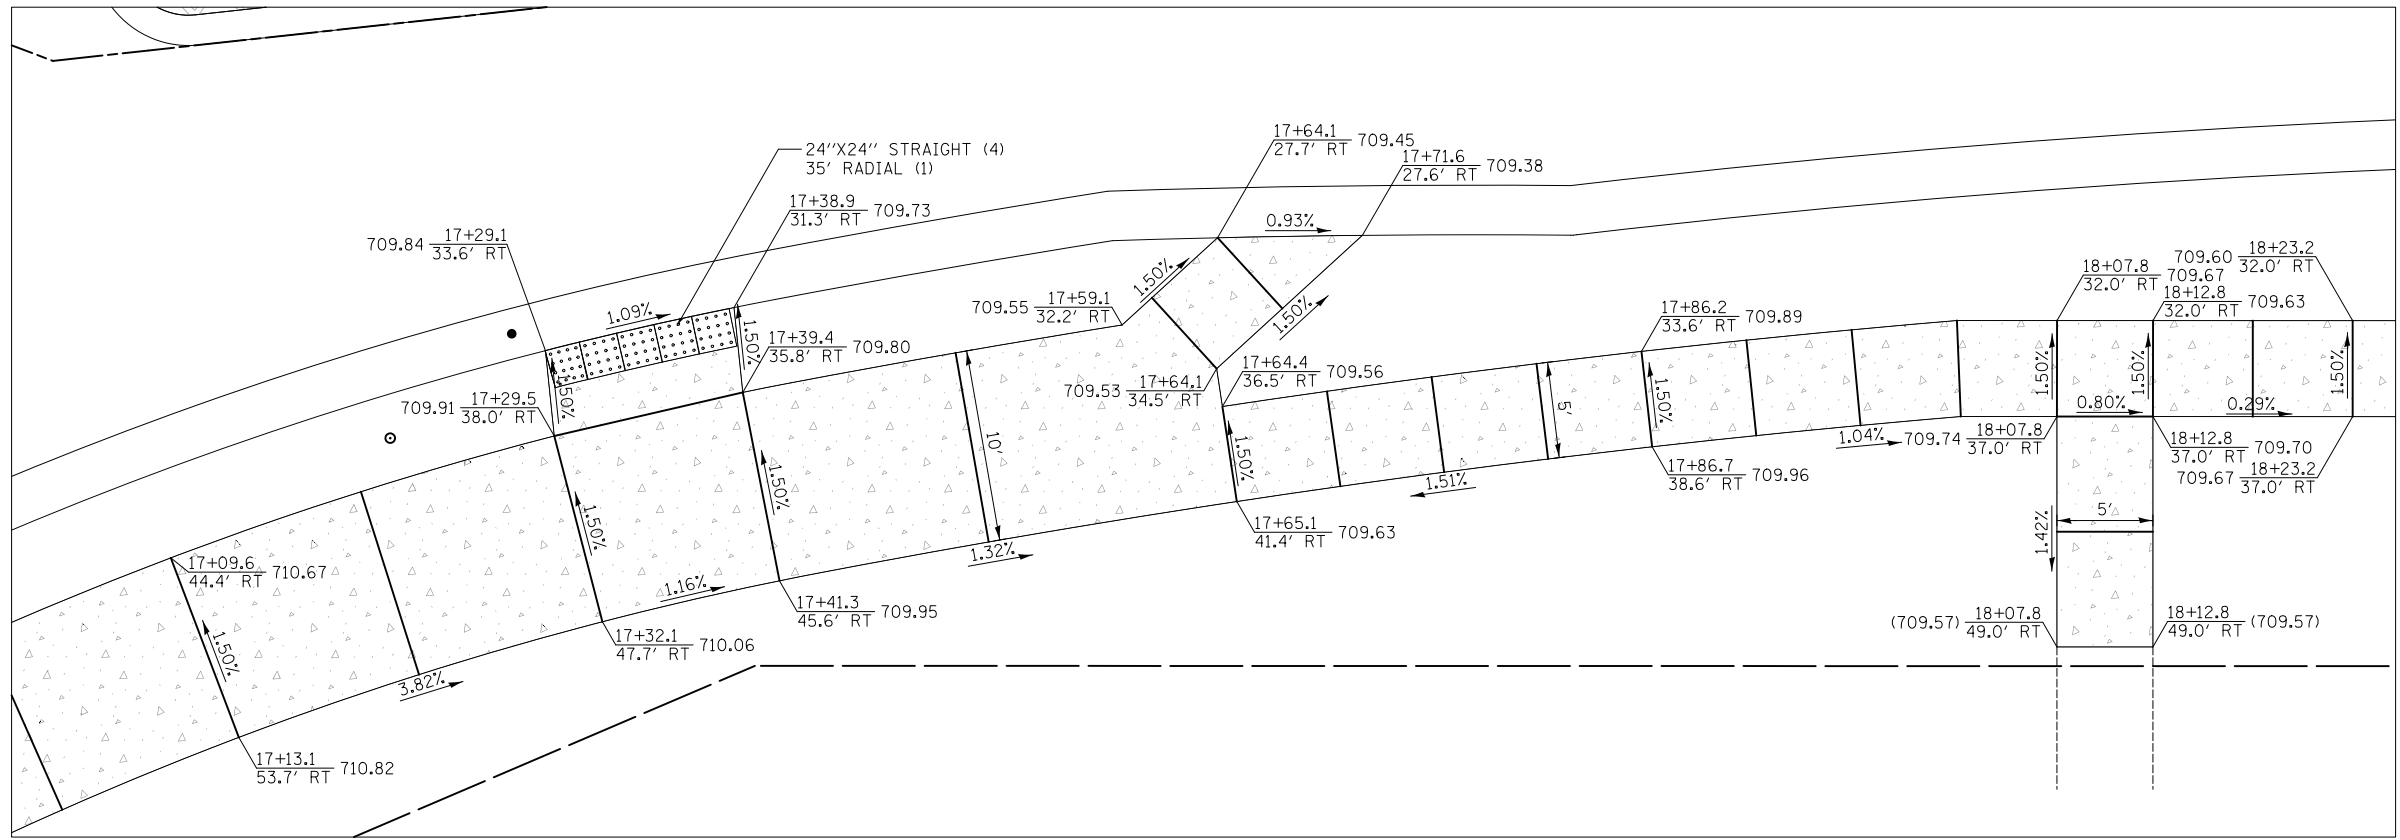 17+64.1
27.7' RT 709.45
17+71.6
27.6' RT 709.38
24''X24'' STRAIGHT (4)
35' RADIAL (1)
17+38.9
31.3' RT 709.73
0.93%
709.84 17+29.1
33.6' RT
1.09%
1.50%
1.50%
1.50%
1.50%
709.55 17+59.1
32.2' RT
17+39.4
35.8' RT 709.80
17+86.2
33.6' RT 709.89
18+07.8
32.0' RT 709.67
709.60 18+23.2
32.0' RT
18+12.8
32.0' RT 709.63
709.91 17+29.5
38.0' RT
709.53 17+64.1
34.5' RT
17+64.4
36.5' RT 709.56
10'
5'
1.50%
1.50%
1.50%
1.50%
1.50%
0.80%
0.29%
1.50%
1.50%
1.04%
709.74 18+07.8
37.0' RT
18+12.8
37.0' RT 709.70
709.67 18+23.2
37.0' RT
17+86.7
38.6' RT 709.96
1.51%
17+65.1
41.4' RT 709.63
1.32%
5'
1.42%
17+09.6
44.4' RT 710.67
1.16%
17+41.3
45.6' RT 709.95
17+32.1
47.7' RT 710.06
(709.57) 18+07.8
49.0' RT
18+12.8
49.0' RT (709.57)
1.50%
3.82%
17+13.1
53.7' RT 710.82